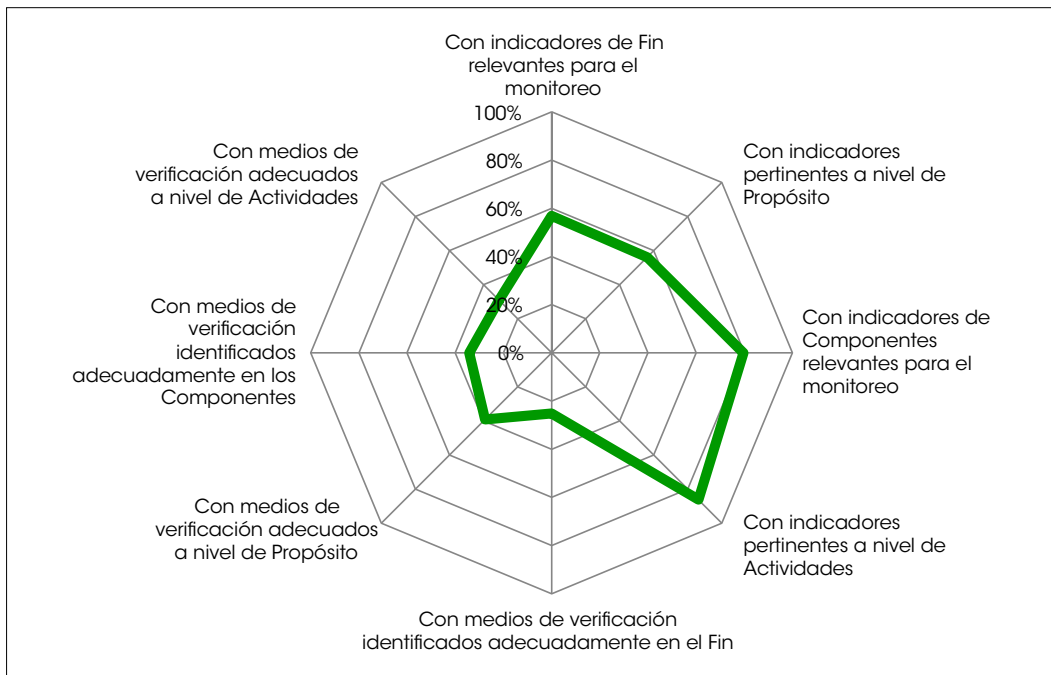 Con indicadores de Fin
relevantes para el
monitoreo
100%
80%
60%
40%
20%
0%
Con indicadores
pertinentes a nivel de
Propósito
Con indicadores de
Componentes
relevantes para el
monitoreo
Con indicadores
pertinentes a nivel de
Actividades
Con medios de verificación
identificados adecuadamente en el Fin
Con medios de
verificación adecuados
a nivel de Propósito
Con medios de
verificación
identificados
adecuadamente en los
Componentes
Con medios de
verificación adecuados
a nivel de Actividades